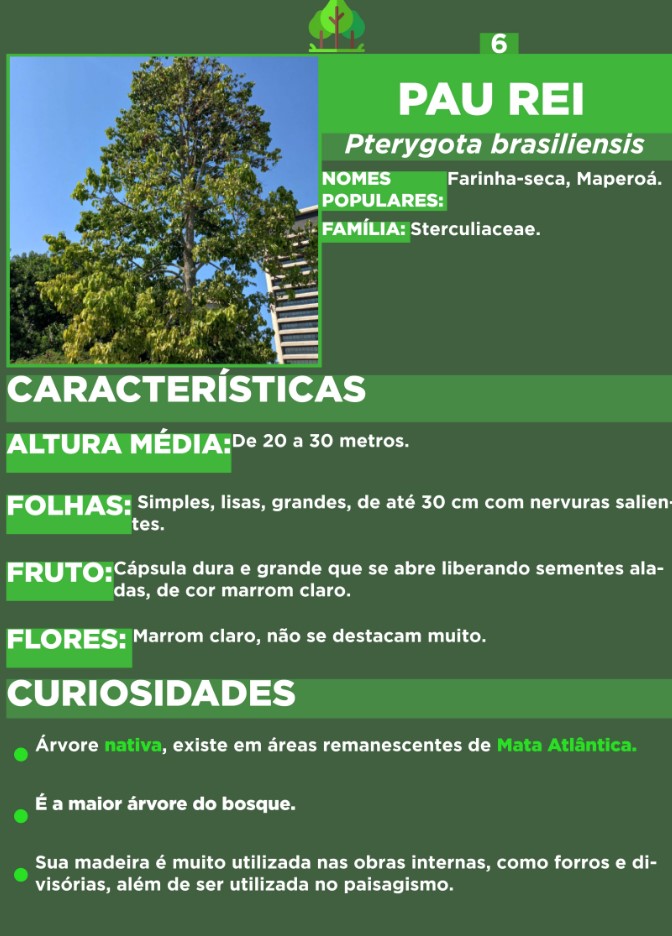 6
PAU REI
Pterygota brasiliensis
NOMES POPULARES: Farinha-seca, Maperoá.
FAMÍLIA: Sterculiaceae.
CARACTERÍSTICAS
ALTURA MÉDIA: De 20 a 30 metros.
FOLHAS: Simples, lisas, grandes, de até 30 cm com nervuras salien-
tes.
FRUTO: Cápsula dura e grande que se abre liberando sementes ala-
das, de cor marrom claro.
FLORES: Marrom claro, não se destacam muito.
CURIOSIDADES
Árvore nativa, existe em áreas remanescentes de Mata Atlântica.
É a maior árvore do bosque.
Sua madeira é muito utilizada nas obras internas, como forros e di-
visórias, além de ser utilizada no paisagismo.